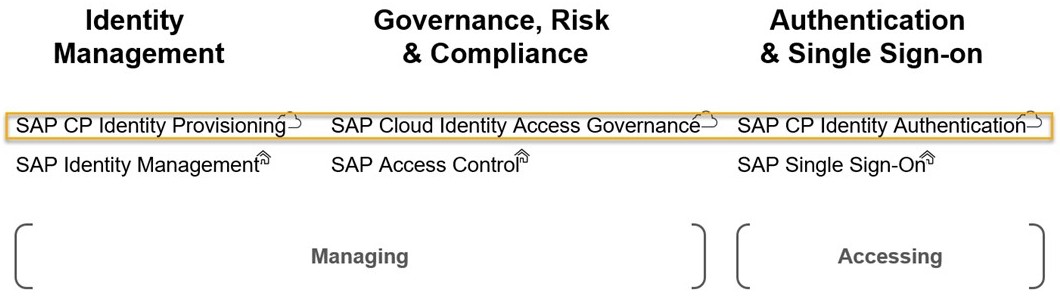 Identity
Management
Governance, Risk
& Compliance
Authentication
& Single Sign-on
SAP CP Identity Provisioning
SAP Cloud Identity Access Governance
SAP CP Identity Authentication
SAP Identity Management
SAP Access Control
SAP Single Sign-On
Managing
Accessing